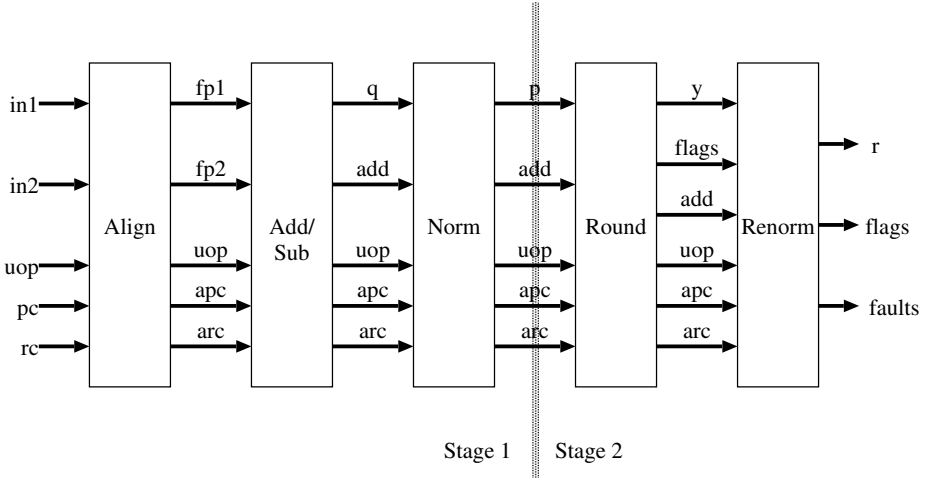 in1
fp1
q
p
y
flags
r
in2
fp2
add
add
add
Align
Add/
Sub
Norm
Round
Renorm
flags
uop
uop
uop
uop
uop
pc
apc
apc
apc
apc
faults
rc
arc
arc
arc
arc
Stage 1
Stage 2